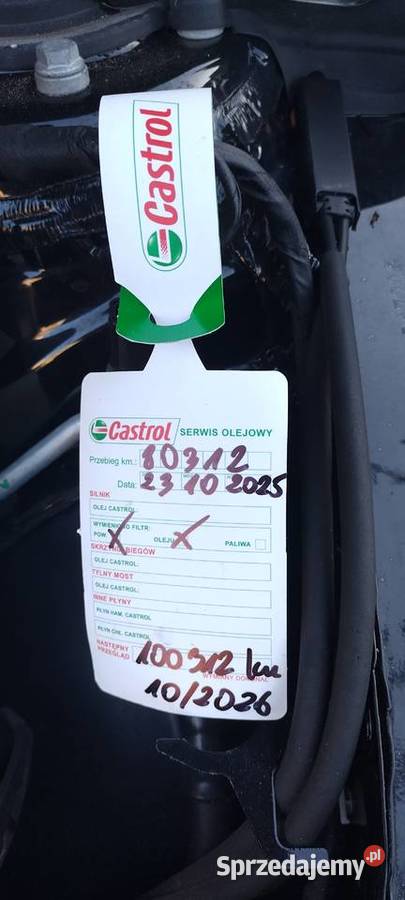 Castrol
Castrol SERWIS OLEJOWY
Przebieg km.: 80312
Data: 23 10 2025
SILNIK
OLEJ CASTROL:
WYMIENIONO FILTR:
POW. X OLEJU X PALIWA
SKRZYNIA BIEGÓW
OLEJ CASTROL:
TYLNY MOST
OLEJ CASTROL:
INNE PŁYNY
PŁYN HAM. CASTROL
PŁYN CHŁ. CASTROL
NASTĘPNY PRZEGLĄD 100312 km
WYMIANY DOKONAŁ
10/2026
Sprzedajemy.pl